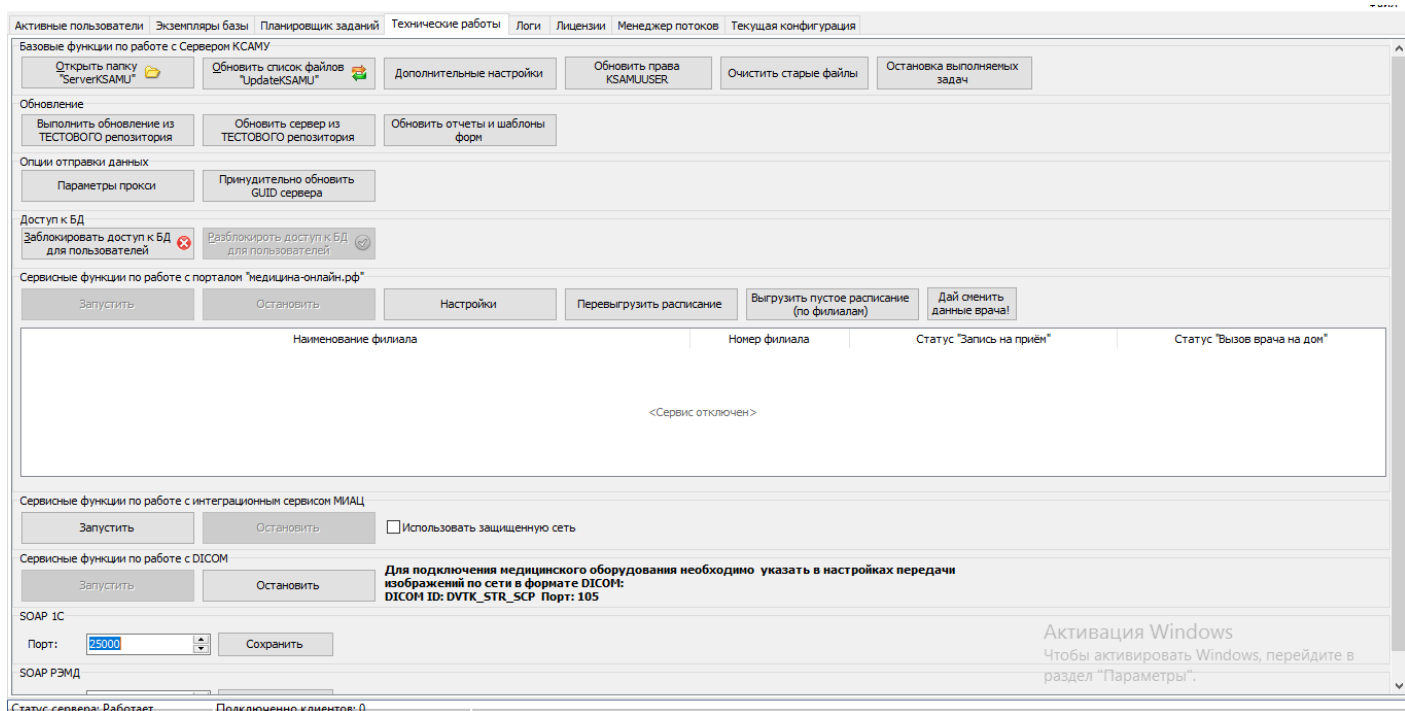 Активные пользователи Экземпляры базы Планировщик заданий Технические работы Логи Лицензии Менеджер потоков Текущая конфигурация
Базовые функции по работе с Сервером КСАМУ
Открыть папку
"ServerKSAMU"
Обновить список файлов
"UpdateKSAMU"
Дополнительные настройки
Обновить права
KSAMUUSER
Очистить старые файлы
Остановка выполняемых
задач
Обновление
Выполнить обновление из
ТЕСТОВОГО репозитория
Обновить сервер из
ТЕСТОВОГО репозитория
Обновить отчеты и шаблоны
форм
Опции отправки данных
Параметры прокси
Принудительно обновить
GUID сервера
Доступ к БД
Заблокировать доступ к БД
для пользователей
Разблокироть доступ к БД
для пользователей
Сервисные функции по работе с порталом "медицина-онлайн.рф"
Запустить
Остановить
Настройки
Перевыгрузить расписание
Выгрузить пустое расписание
(по филиалам)
Дай сменить
данные врача!
Наименование филиала Номер филиала Статус "Запись на приём" Статус "Вызов врача на дом"
<Сервис отключен>
Сервисные функции по работе с интеграционным сервисом МИАЦ
Запустить
Остановить
Использовать защищенную сеть
Сервисные функции по работе с DICOM
Запустить
Остановить
Для подключения медицинского оборудования необходимо указать в настройках передачи
изображений по сети в формате DICOM:
DICOM ID: DVTK_STR_SCP Порт: 105
SOAP 1С
Порт: 25000 Сохранить
SOAP РЭМД
Активация Windows
Чтобы активировать Windows, перейдите в
раздел "Параметры".
Статус сервера: Работает Подключенно клиентов: 0